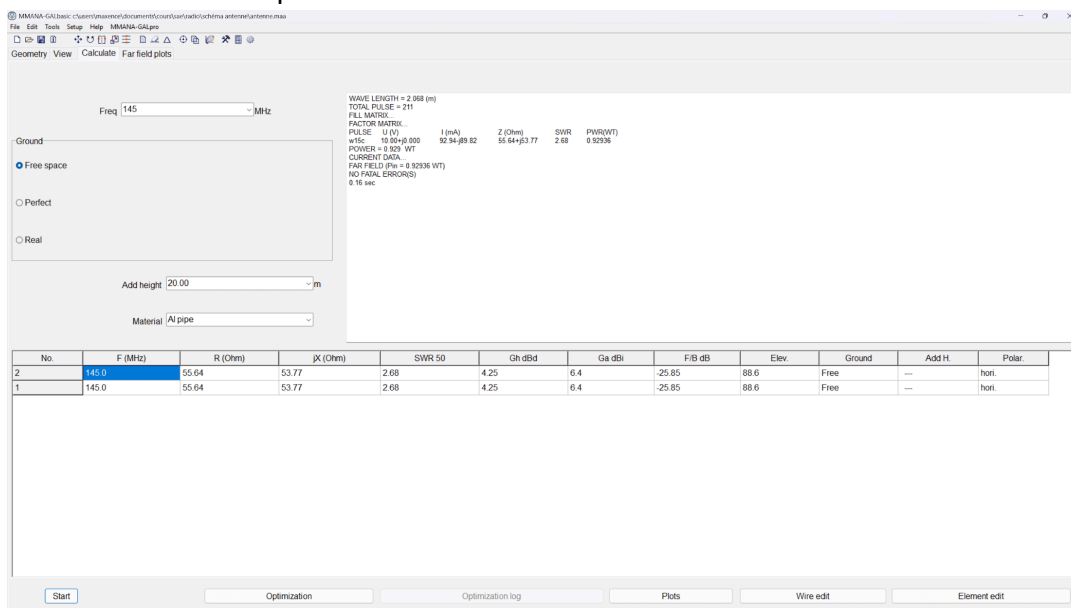 MMANA-GALbasic c:\users\maxence\documents\cours\sae\radio\schéma antenne\antenne.maa
File Edit Tools Setup Help MMANA-GALpro
Geometry View Calculate Far field plots
Freq 145 MHz
Ground
Free space
Perfect
Real
Add height 20.00 m
Material Al pipe
WAVE LENGTH = 2.068 (m)
TOTAL PULSE = 211
FILL MATRIX...
FACTOR MATRIX...
PULSE U (V) I (mA) Z (Ohm) SWR PWR(WT)
w15c 10.00+j0.000 92.94-j89.82 55.64+j53.77 2.68 0.92936
POWER = 0.929 WT
CURRENT DATA...
FAR FIELD (Pin = 0.92936 WT)
NO FATAL ERROR(S)
0.16 sec
No. F (MHz) R (Ohm) jX (Ohm) SWR 50 Gh dBd Ga dBi F/B dB Elev. Ground Add H. Polar.
2 145.0 55.64 53.77 2.68 4.25 6.4 -25.85 88.6 Free --- hori.
1 145.0 55.64 53.77 2.68 4.25 6.4 -25.85 88.6 Free --- hori.
Start Optimization Optimization log Plots Wire edit Element edit